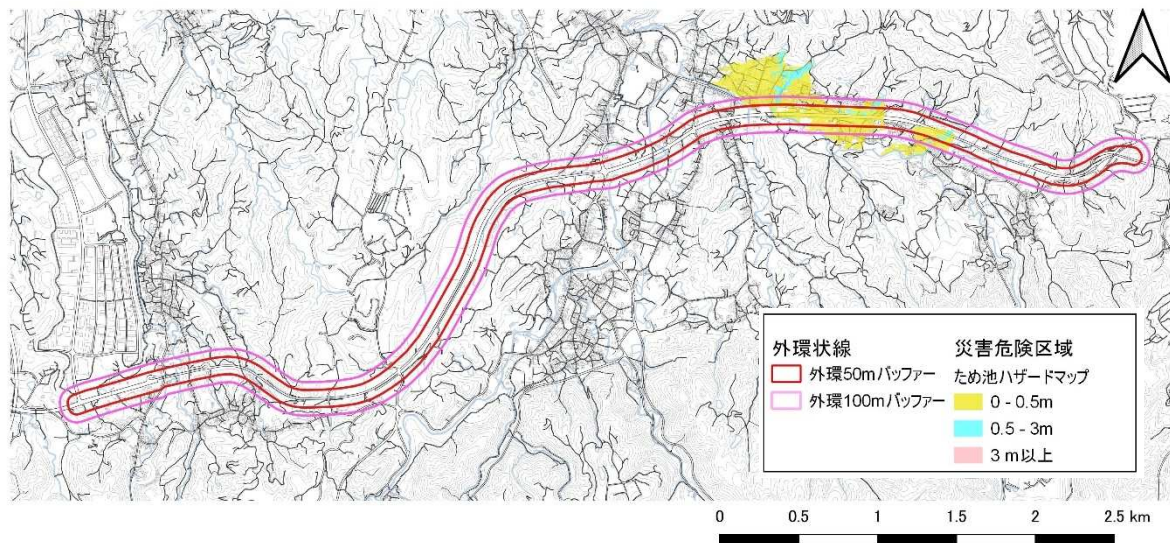 外環状線
外環50mバッファー
外環100mバッファー
災害危険区域
ため池ハザードマップ
0 - 0.5m
0.5 - 3m
3 m以上
0 0.5 1 1.5 2 2.5 km